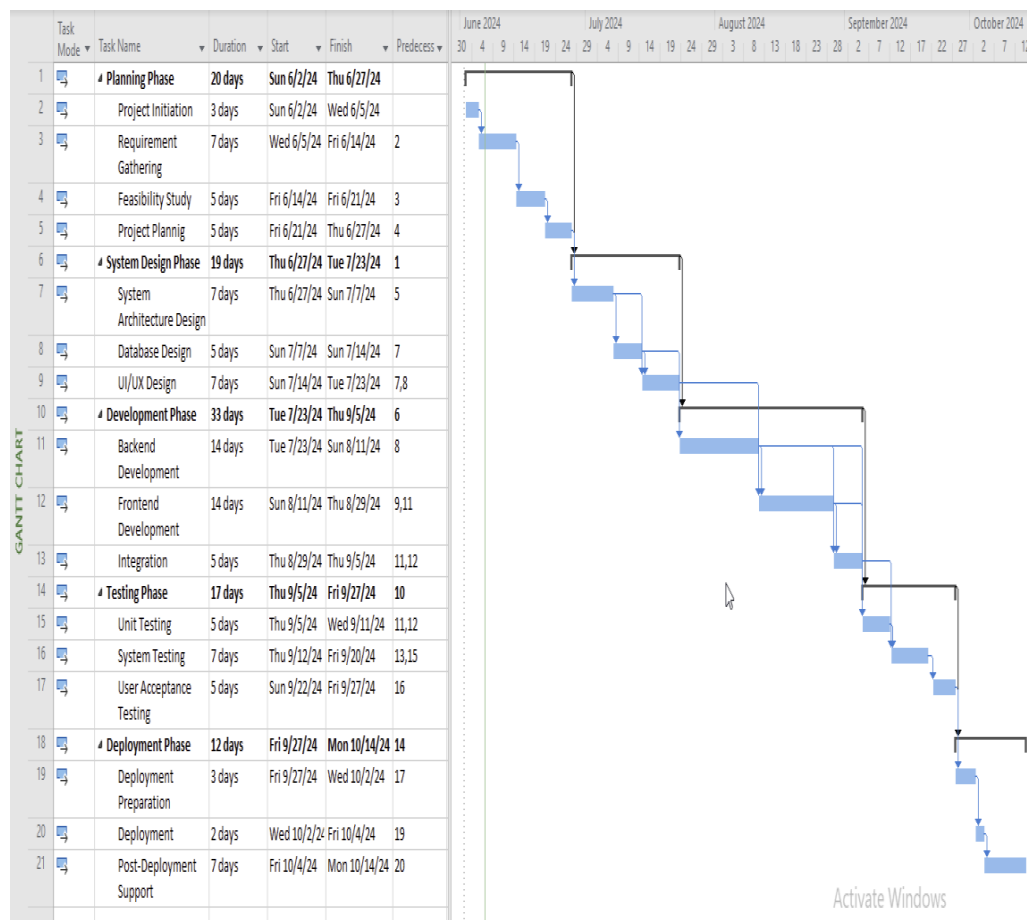 GANTT CHART
Task Mode Task Name Duration Start Finish Predecess
June 2024 July 2024 August 2024 September 2024 October 2024
30 4 9 14 19 24 29 4 9 14 19 24 29 3 8 13 18 23 28 2 7 12 17 22 27 2 7 12
1 Planning Phase 20 days Sun 6/2/24 Thu 6/27/24
2 Project Initiation 3 days Sun 6/2/24 Wed 6/5/24
3 Requirement Gathering 7 days Wed 6/5/24 Fri 6/14/24 2
4 Feasibility Study 5 days Fri 6/14/24 Fri 6/21/24 3
5 Project Plannig 5 days Fri 6/21/24 Thu 6/27/24 4
6 System Design Phase 19 days Thu 6/27/24 Tue 7/23/24 1
7 System Architecture Design 7 days Thu 6/27/24 Sun 7/7/24 5
8 Database Design 5 days Sun 7/7/24 Sun 7/14/24 7
9 UI/UX Design 7 days Sun 7/14/24 Tue 7/23/24 7,8
10 Development Phase 33 days Tue 7/23/24 Thu 9/5/24 6
11 Backend Development 14 days Tue 7/23/24 Sun 8/11/24 8
12 Frontend Development 14 days Sun 8/11/24 Thu 8/29/24 9,11
13 Integration 5 days Thu 8/29/24 Thu 9/5/24 11,12
14 Testing Phase 17 days Thu 9/5/24 Fri 9/27/24 10
15 Unit Testing 5 days Thu 9/5/24 Wed 9/11/24 11,12
16 System Testing 7 days Thu 9/12/24 Fri 9/20/24 13,15
17 User Acceptance Testing 5 days Sun 9/22/24 Fri 9/27/24 16
18 Deployment Phase 12 days Fri 9/27/24 Mon 10/14/24 14
19 Deployment Preparation 3 days Fri 9/27/24 Wed 10/2/24 17
20 Deployment 2 days Wed 10/2/24 Fri 10/4/24 19
21 Post-Deployment Support 7 days Fri 10/4/24 Mon 10/14/24 20
Activate Windows